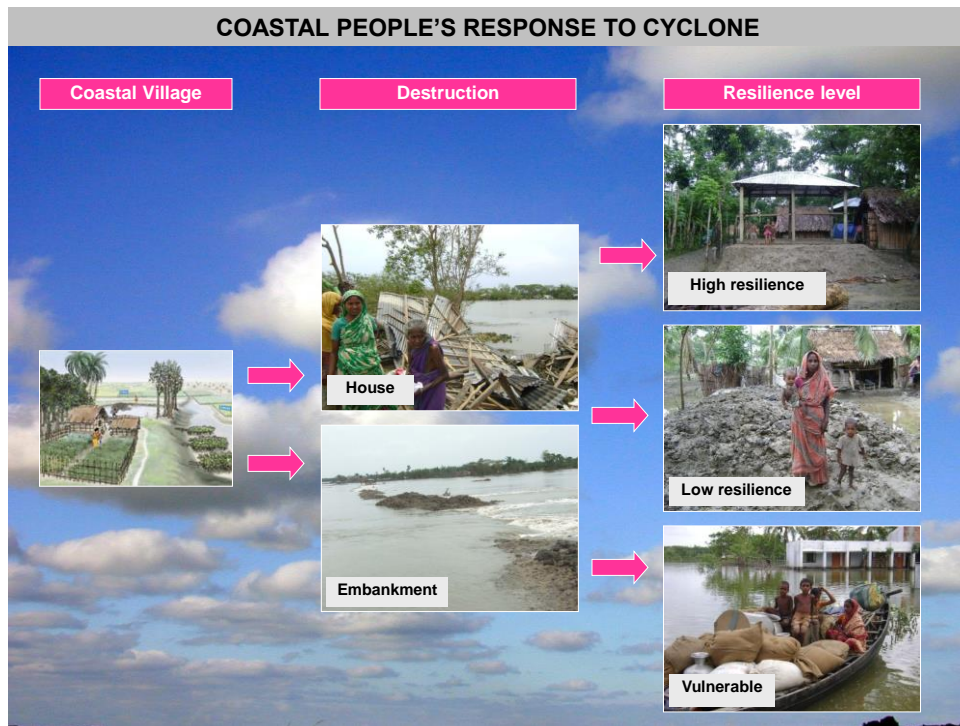 COASTAL PEOPLE’S RESPONSE TO CYCLONE
Coastal Village
Destruction
Resilience level
High resilience
House
Low resilience
Embankment
Vulnerable